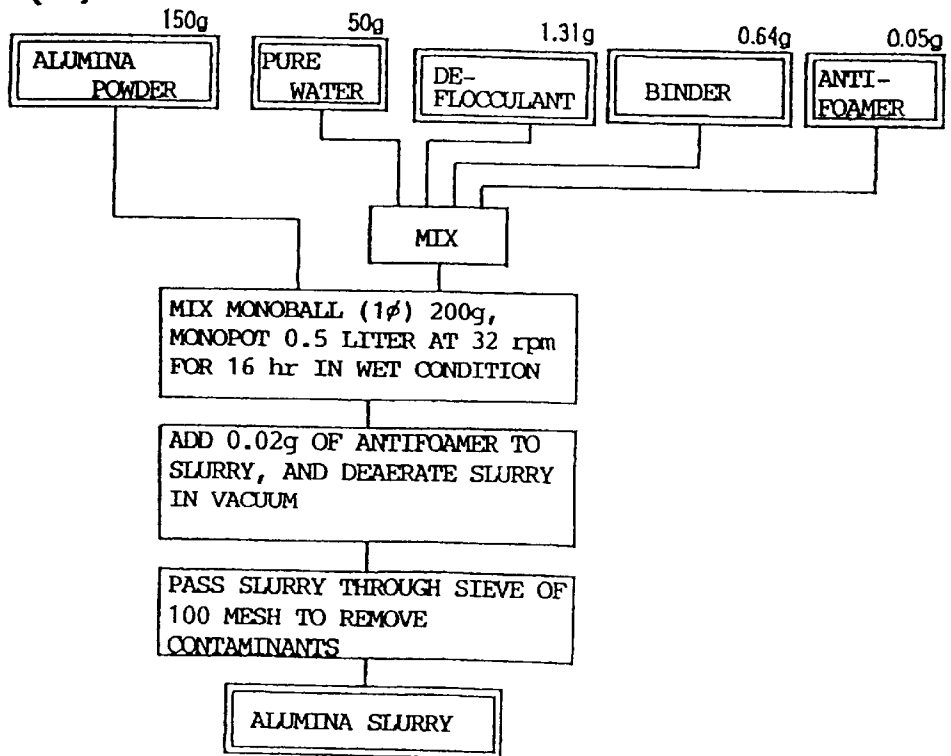 150g
50g
1.31g
0.64g
0.05g
ALUMINA
POWDER
PURE
WATER
DE-
FLOCCULANT
BINDER
ANTI-
FOAMER
MIX
MIX MONOBALL (1ø) 200g,
MONOPOT 0.5 LITER AT 32 rpm
FOR 16 hr IN WET CONDITION
ADD 0.02g OF ANTIFOAMER TO
SLURRY, AND DEAERATE SLURRY
IN VACUUM
PASS SLURRY THROUGH SIEVE OF
100 MESH TO REMOVE
CONTAMINANTS
ALUMINA SLURRY